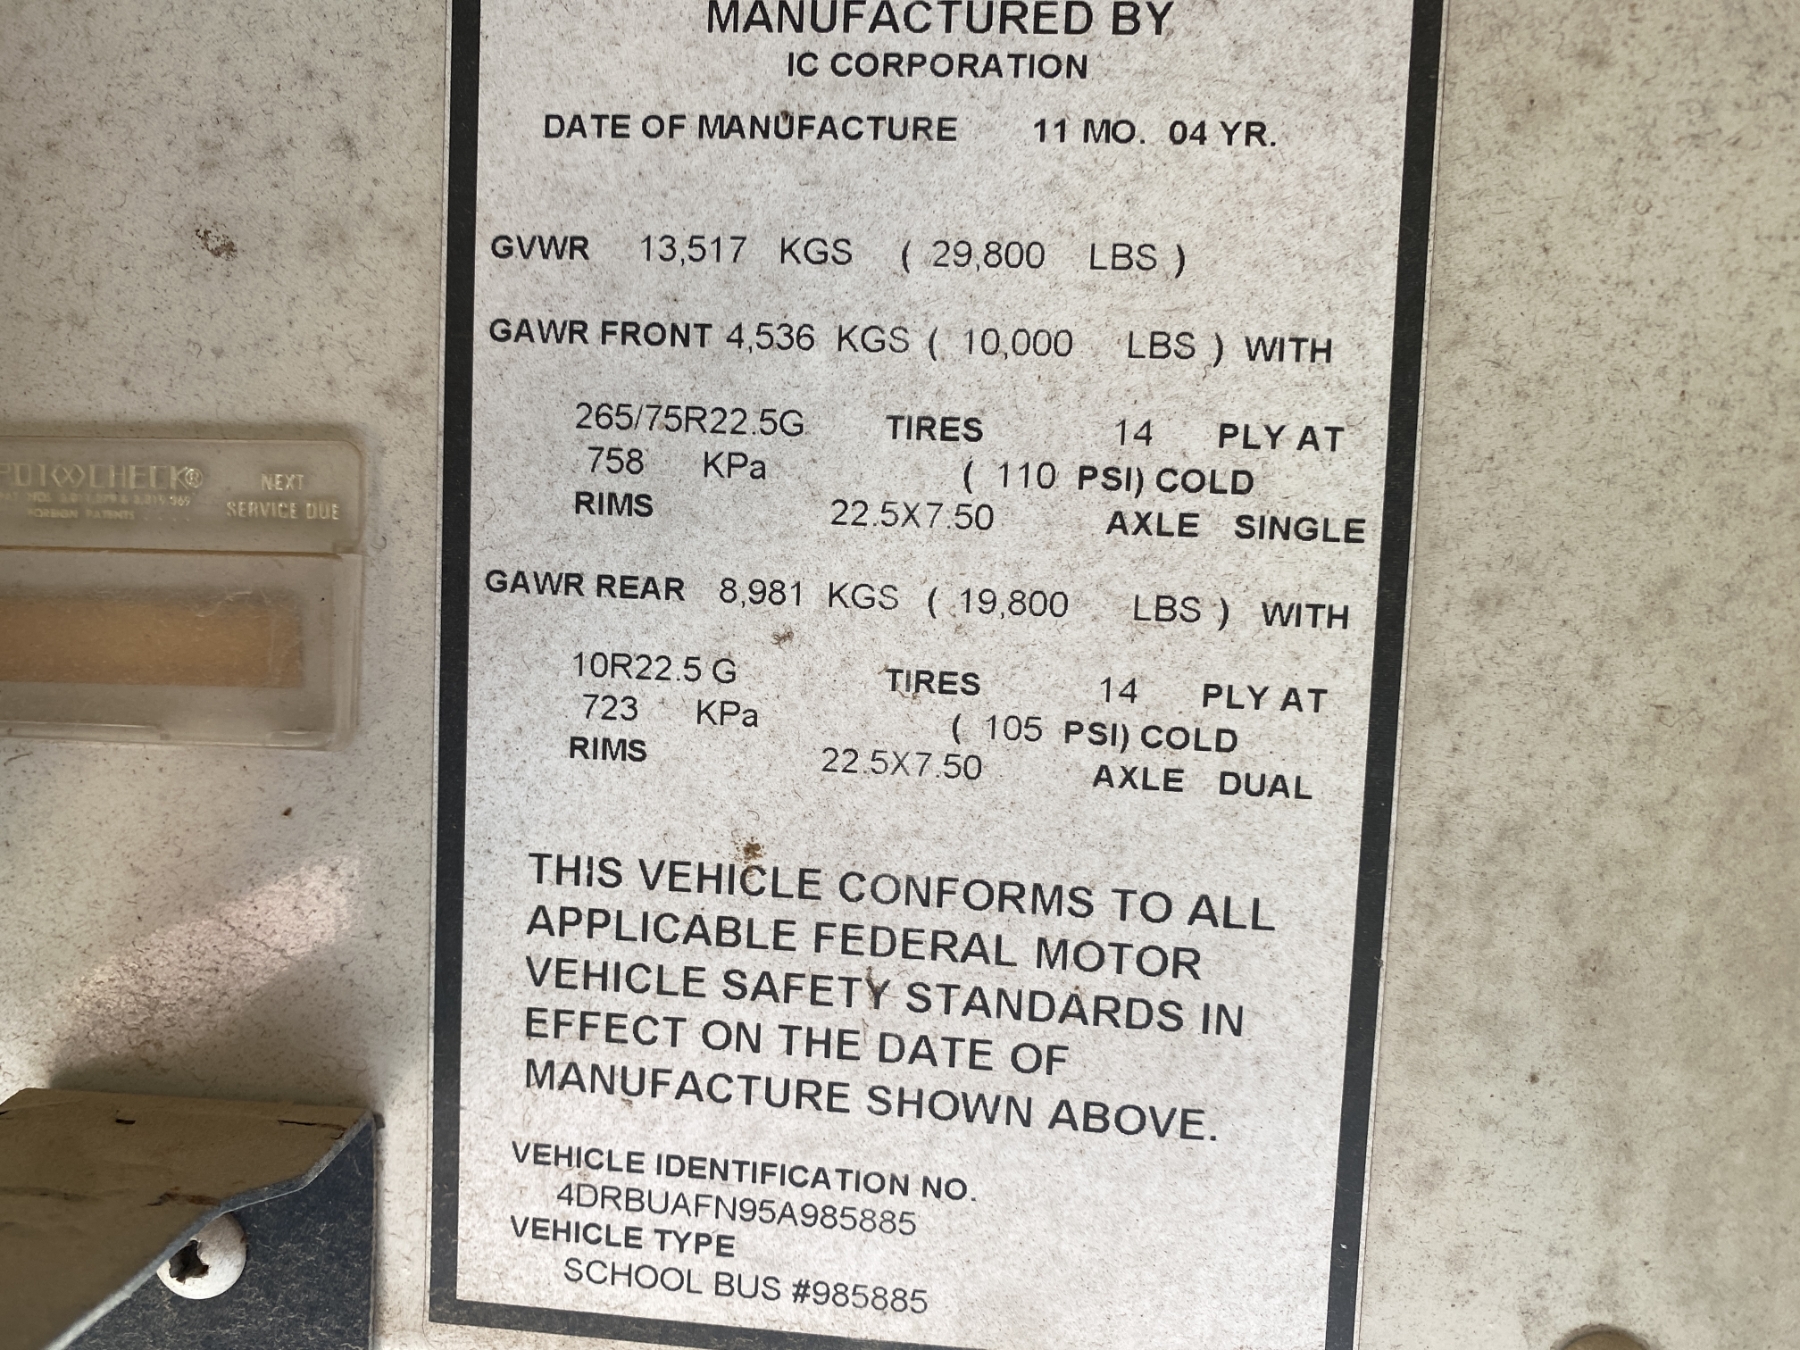 MANUFACTURED BY
IC CORPORATION
DATE OF MANUFACTURE 11 MO. 04 YR.
GVWR 13,517 KGS ( 29,800 LBS )
GAWR FRONT 4,536 KGS ( 10,000 LBS ) WITH
265/75R22.5G TIRES 14 PLY AT
758 KPa ( 110 PSI) COLD
RIMS 22.5X7.50 AXLE SINGLE
GAWR REAR 8,981 KGS ( 19,800 LBS ) WITH
10R22.5 G TIRES 14 PLY AT
723 KPa ( 105 PSI) COLD
RIMS 22.5X7.50 AXLE DUAL
THIS VEHICLE CONFORMS TO ALL
APPLICABLE FEDERAL MOTOR
VEHICLE SAFETY STANDARDS IN
EFFECT ON THE DATE OF
MANUFACTURE SHOWN ABOVE.
VEHICLE IDENTIFICATION NO.
4DRBUAFN95A985885
VEHICLE TYPE
SCHOOL BUS #985885
CHECK®
NEXT
SERVICE DUE
FOREIGN PATENTS